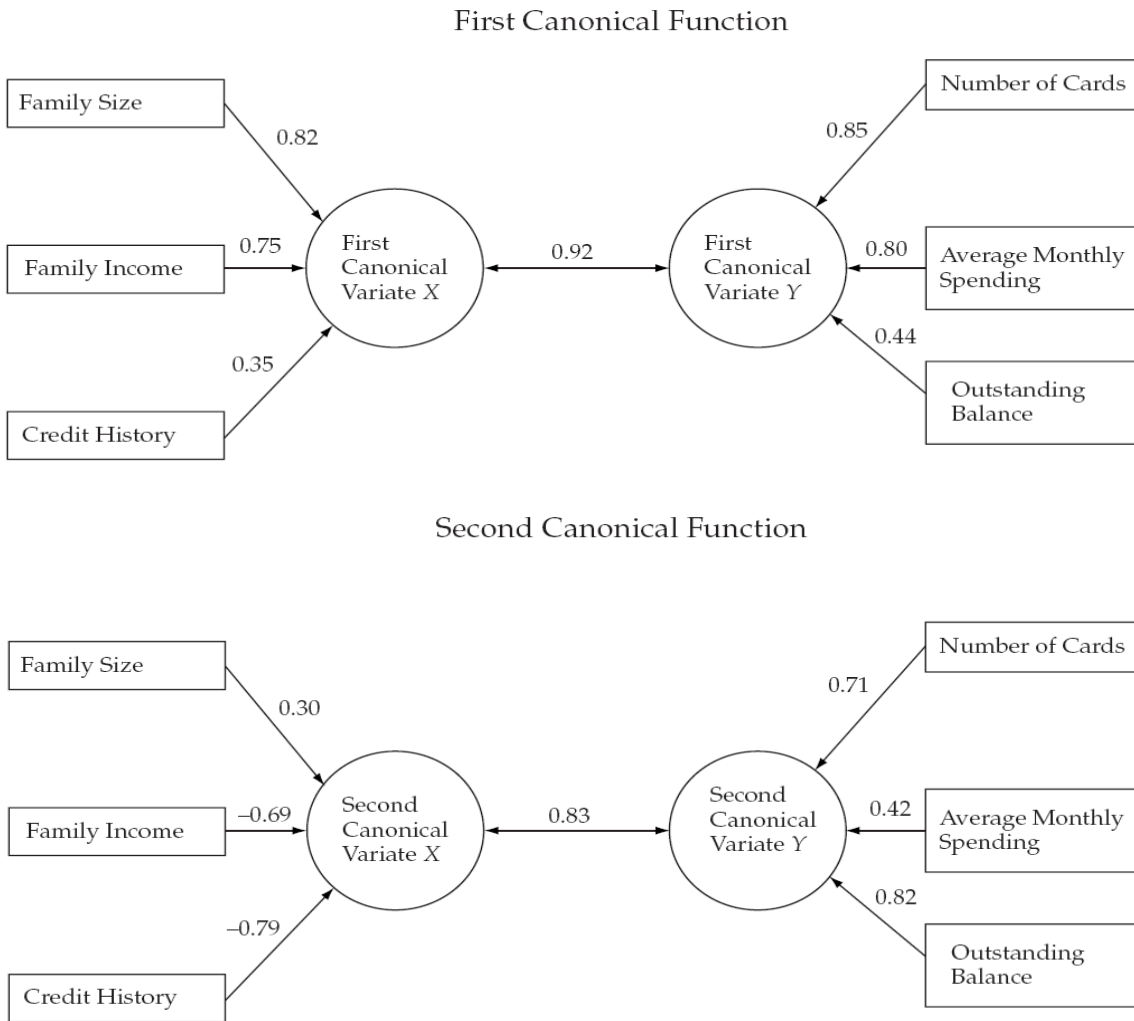 First Canonical Function
Family Size
Number of Cards
0.82
0.85
First
Canonical
Variate X
First
Canonical
Variate Y
Family Income
0.75
0.92
0.80
Average Monthly
Spending
0.35
0.44
Credit History
Outstanding
Balance
Second Canonical Function
Family Size
Number of Cards
0.30
0.71
Second
Canonical
Variate X
Second
Canonical
Variate Y
Family Income
–0.69
0.83
0.42
Average Monthly
Spending
–0.79
0.82
Credit History
Outstanding
Balance